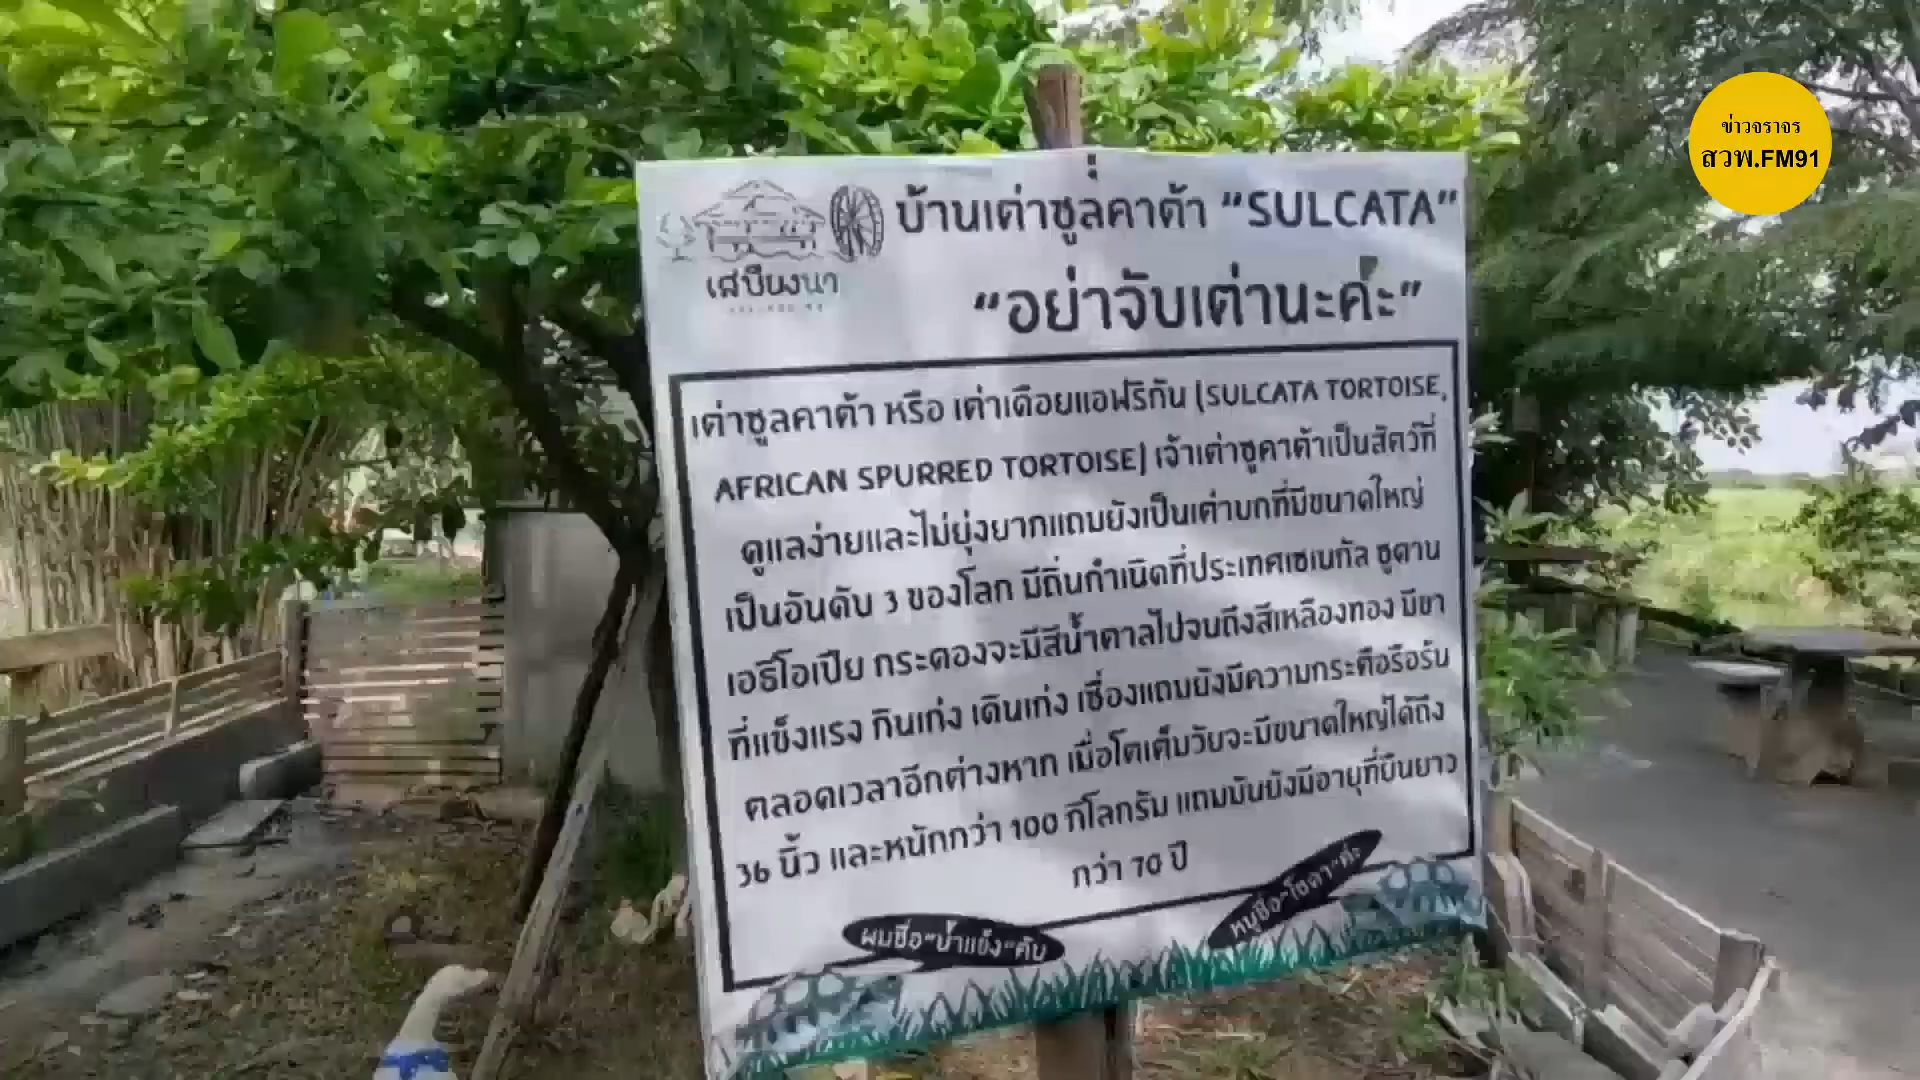 ข่าวจราจร
สวพ.FM91
บ้านเต่าซูลคาต้า “SULCATA”
เสบียงนา
“อย่าจับเต่านะค่ะ”
เต่าซูลคาต้า หรือ เต่าเดือยแอฟริกัน (SULCATA TORTOISE,
AFRICAN SPURRED TORTOISE) เจ้าเต่าซูคาต้าเป็นสัตว์ที่
ดูแลง่ายและไม่ยุ่งยากแถมยังเป็นเต่าบกที่มีขนาดใหญ่
เป็นอันดับ 3 ของโลก มีถิ่นกำเนิดที่ประเทศเซเนกัล ซูดาน
เอธิโอเปีย กระดองจะมีสีน้ำตาลไปจนถึงสีเหลืองทอง มีขา
ที่แข็งแรง กินเก่ง เดินเก่ง เชื่องแถมยังมีความกระตือรือร้น
ตลอดเวลาอีกต่างหาก เมื่อโตเต็มวัยจะมีขนาดใหญ่ได้ถึง
36 นิ้ว และหนักกว่า 100 กิโลกรัม แถมมันยังมีอายุที่ยืนยาว
กว่า 70 ปี
ผมชื่อ“น้ำแข็ง”คับ
หนูชื่อ“โซดา”ค่ะ